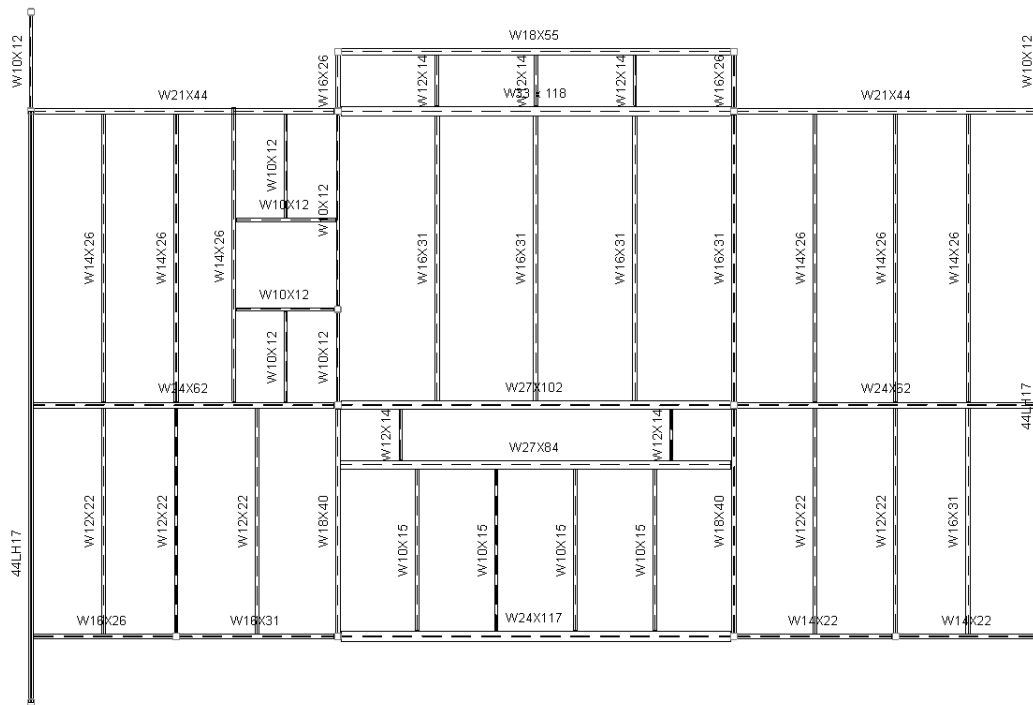 W18X55
W10X12
W16X26
W12X14
W12X14
W12X14
W16X26
W10X12
W21X44
W33 x 118
W21X44
W10X12
W10X12
W14X26
W14X26
W14X26
W16X31
W16X31
W16X31
W16X31
W14X26
W14X26
W14X26
W10X12
W10X12
W10X12
W10X12
W24X62
W27X102
W24X62
44LH17
W12X14
W12X14
W27X84
W12X22
W12X22
W12X22
W18X40
W18X40
W12X22
W12X22
W16X31
W10X15
W10X15
W10X15
W10X15
44LH17
W16X26
W16X31
W24X117
W14X22
W14X22